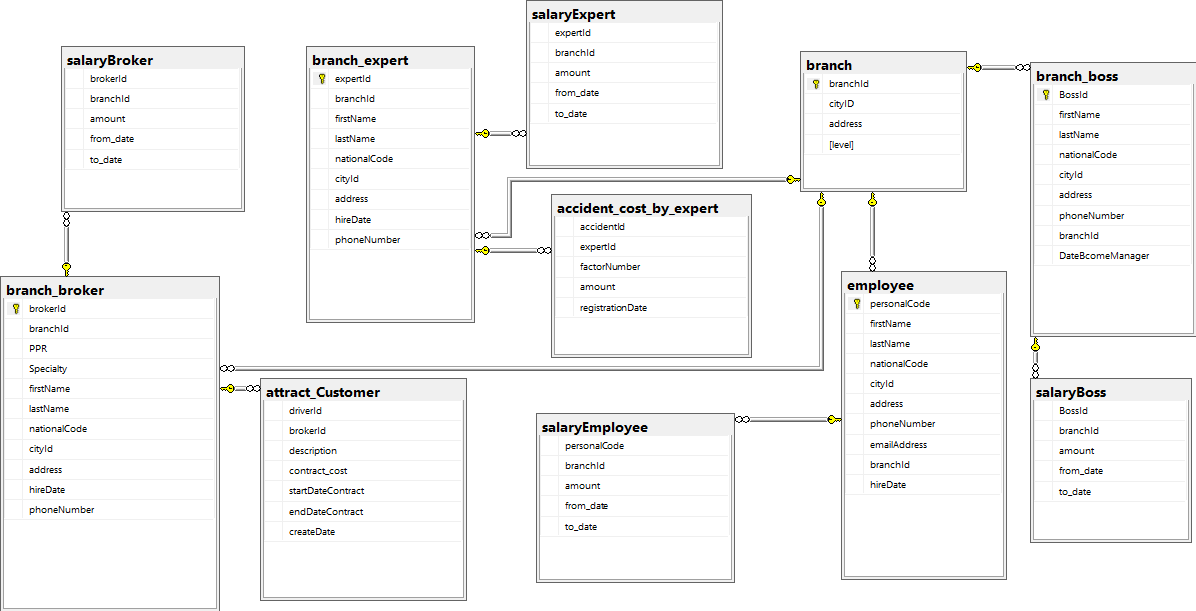 salaryBroker
brokerId
branchId
amount
from_date
to_date
branch_expert
expertId
branchId
firstName
lastName
nationalCode
cityId
address
hireDate
phoneNumber
salaryExpert
expertId
branchId
amount
from_date
to_date
branch
branchId
cityID
address
[level]
branch_boss
BossId
firstName
lastName
nationalCode
cityId
address
phoneNumber
branchId
DateBcomeManager
accident_cost_by_expert
accidentId
expertId
factorNumber
amount
registrationDate
branch_broker
brokerId
branchId
PPR
Specialty
firstName
lastName
nationalCode
cityId
address
hireDate
phoneNumber
attract_Customer
driverId
brokerId
description
contract_cost
startDateContract
endDateContract
createDate
salaryEmployee
personalCode
branchId
amount
from_date
to_date
employee
personalCode
firstName
lastName
nationalCode
cityId
address
phoneNumber
emailAddress
branchId
hireDate
salaryBoss
BossId
branchId
amount
from_date
to_date